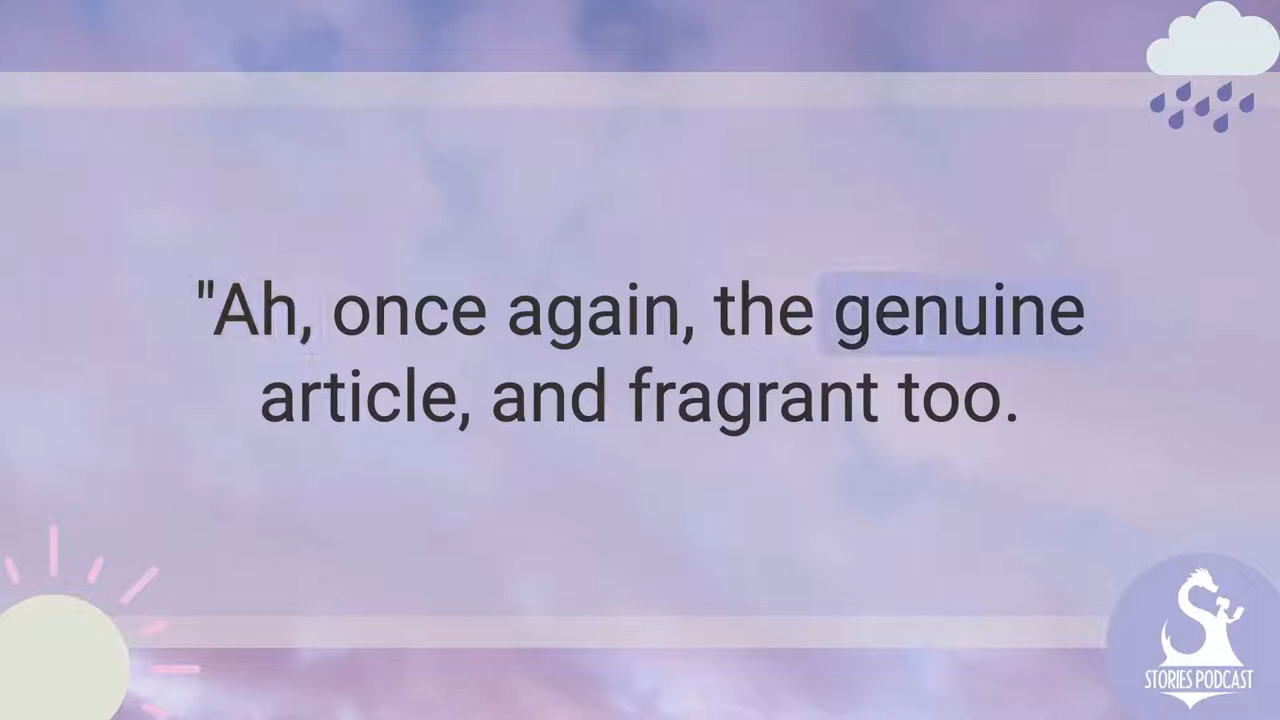 "Ah, once again, the genuine
article, and fragrant too.
STORIES PODCAST